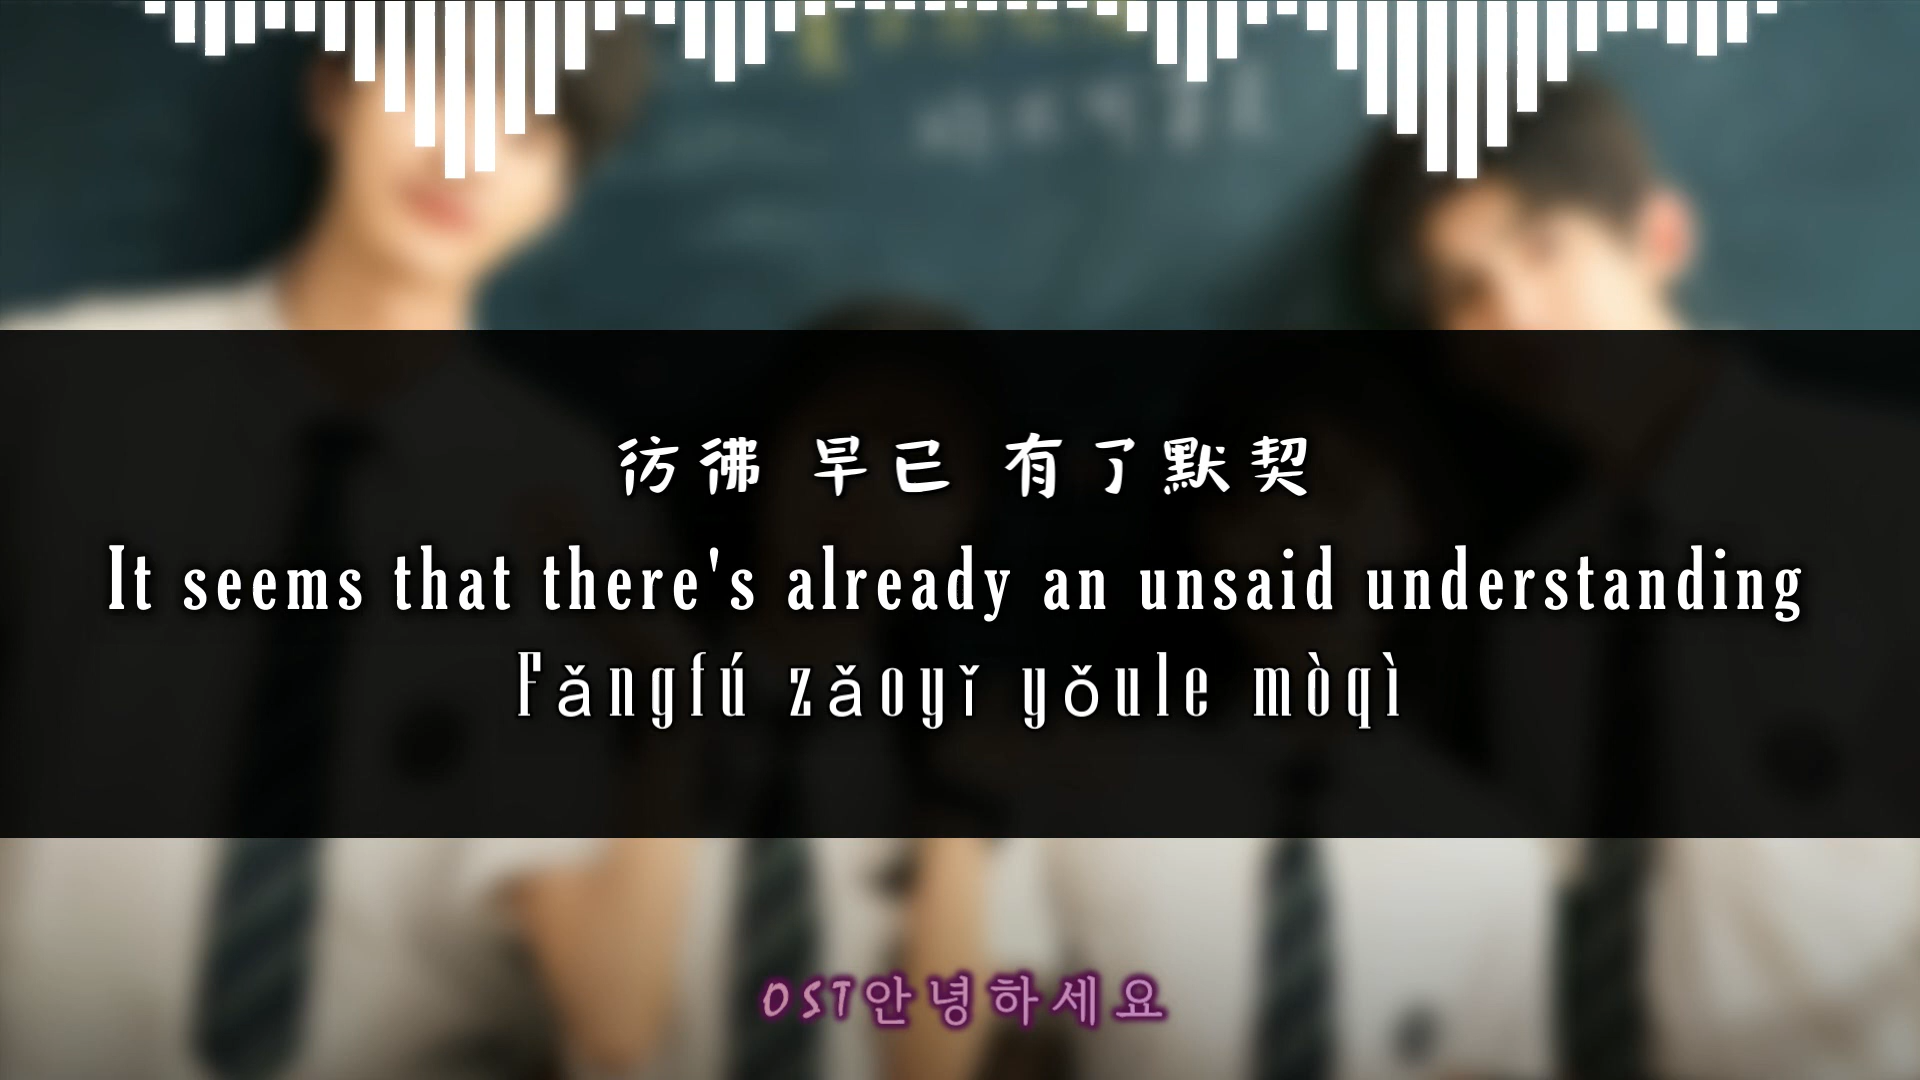 彷彿 早已 有了默契
It seems that there's already an unsaid understanding
Fǎngfú zǎoyǐ yǒule mòqì
OST안녕하세요